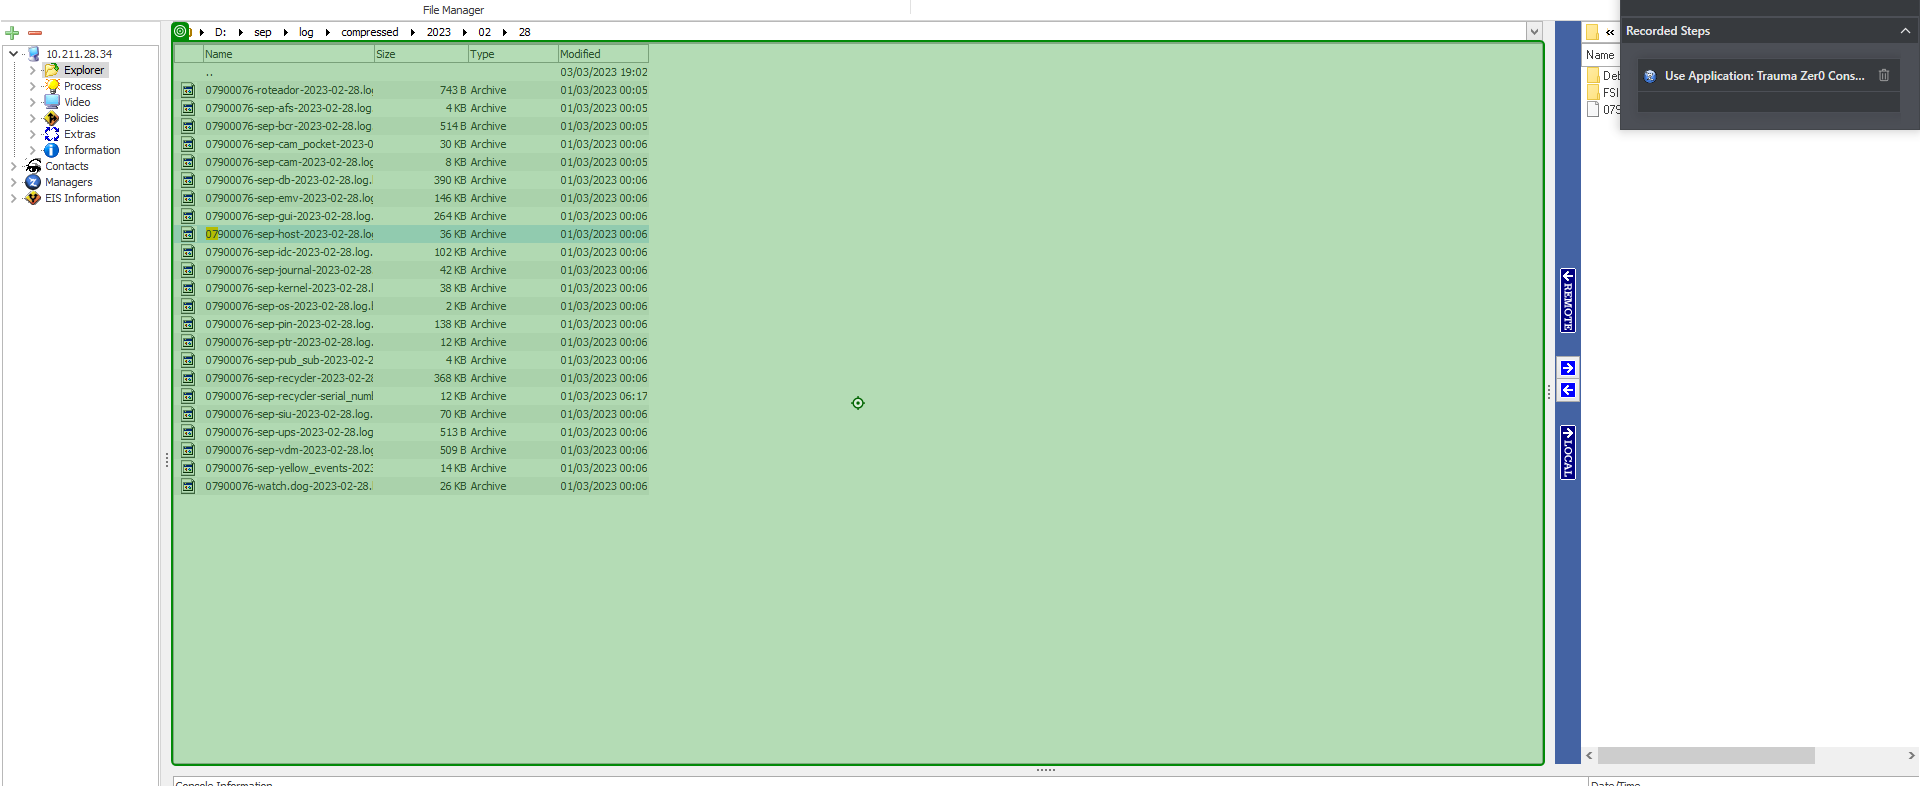 File Manager
D: sep log compressed 2023 02 28
«
Recorded Steps
Use Application: Trauma Zer0 Cons...
10.211.28.34
Explorer
Process
Video
Policies
Extras
Information
Contacts
Managers
EIS Information
Name Size Type Modified
.. 03/03/2023 19:02
07900076-roteador-2023-02-28.log 743 B Archive 01/03/2023 00:05
07900076-sep-afs-2023-02-28.log 4 KB Archive 01/03/2023 00:05
07900076-sep-bcr-2023-02-28.log 514 B Archive 01/03/2023 00:05
07900076-sep-cam_pocket-2023-0 30 KB Archive 01/03/2023 00:06
07900076-sep-cam-2023-02-28.log 8 KB Archive 01/03/2023 00:05
07900076-sep-db-2023-02-28.log. 390 KB Archive 01/03/2023 00:06
07900076-sep-emv-2023-02-28.log 146 KB Archive 01/03/2023 00:06
07900076-sep-gui-2023-02-28.log. 264 KB Archive 01/03/2023 00:06
07900076-sep-host-2023-02-28.log 36 KB Archive 01/03/2023 00:06
07900076-sep-idc-2023-02-28.log. 102 KB Archive 01/03/2023 00:06
07900076-sep-journal-2023-02-28 42 KB Archive 01/03/2023 00:06
07900076-sep-kernel-2023-02-28.l 38 KB Archive 01/03/2023 00:06
07900076-sep-os-2023-02-28.log.l 2 KB Archive 01/03/2023 00:06
07900076-sep-pin-2023-02-28.log. 138 KB Archive 01/03/2023 00:06
07900076-sep-ptr-2023-02-28.log. 12 KB Archive 01/03/2023 00:06
07900076-sep-pub_sub-2023-02-2 4 KB Archive 01/03/2023 00:06
07900076-sep-recycler-2023-02-28 368 KB Archive 01/03/2023 00:06
07900076-sep-recycler-serial_numl 12 KB Archive 01/03/2023 06:17
07900076-sep-siu-2023-02-28.log. 70 KB Archive 01/03/2023 00:06
07900076-sep-ups-2023-02-28.log 513 B Archive 01/03/2023 00:06
07900076-sep-vdm-2023-02-28.log 509 B Archive 01/03/2023 00:06
07900076-sep-yellow_events-2023 14 KB Archive 01/03/2023 00:06
07900076-watch.dog-2023-02-28.l 26 KB Archive 01/03/2023 00:06
REMOTE
LOCAL
Name
Deb
FSI
079
Console Information
Date/Time